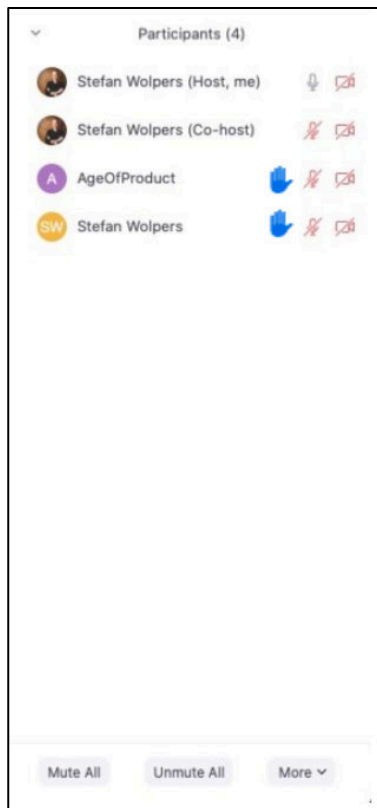 Participants (4)
Stefan Wolpers (Host, me)
Stefan Wolpers (Co-host)
A AgeOfProduct
SW Stefan Wolpers
Mute All Unmute All More